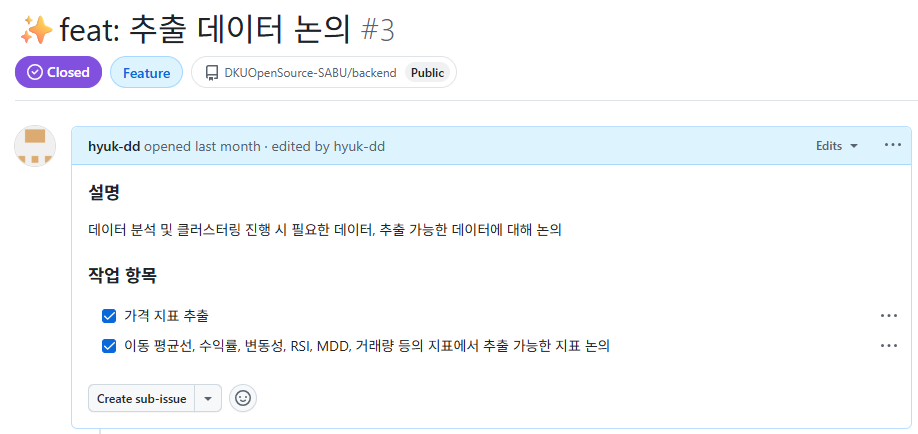 ✨ feat: 추출 데이터 논의 #3
Closed Feature DKUOpenSource-SABU/backend Public
hyuk-dd opened last month · edited by hyuk-dd Edits
설명
데이터 분석 및 클러스터링 진행 시 필요한 데이터, 추출 가능한 데이터에 대해 논의
작업 항목
가격 지표 추출
이동 평균선, 수익률, 변동성, RSI, MDD, 거래량 등의 지표에서 추출 가능한 지표 논의
Create sub-issue